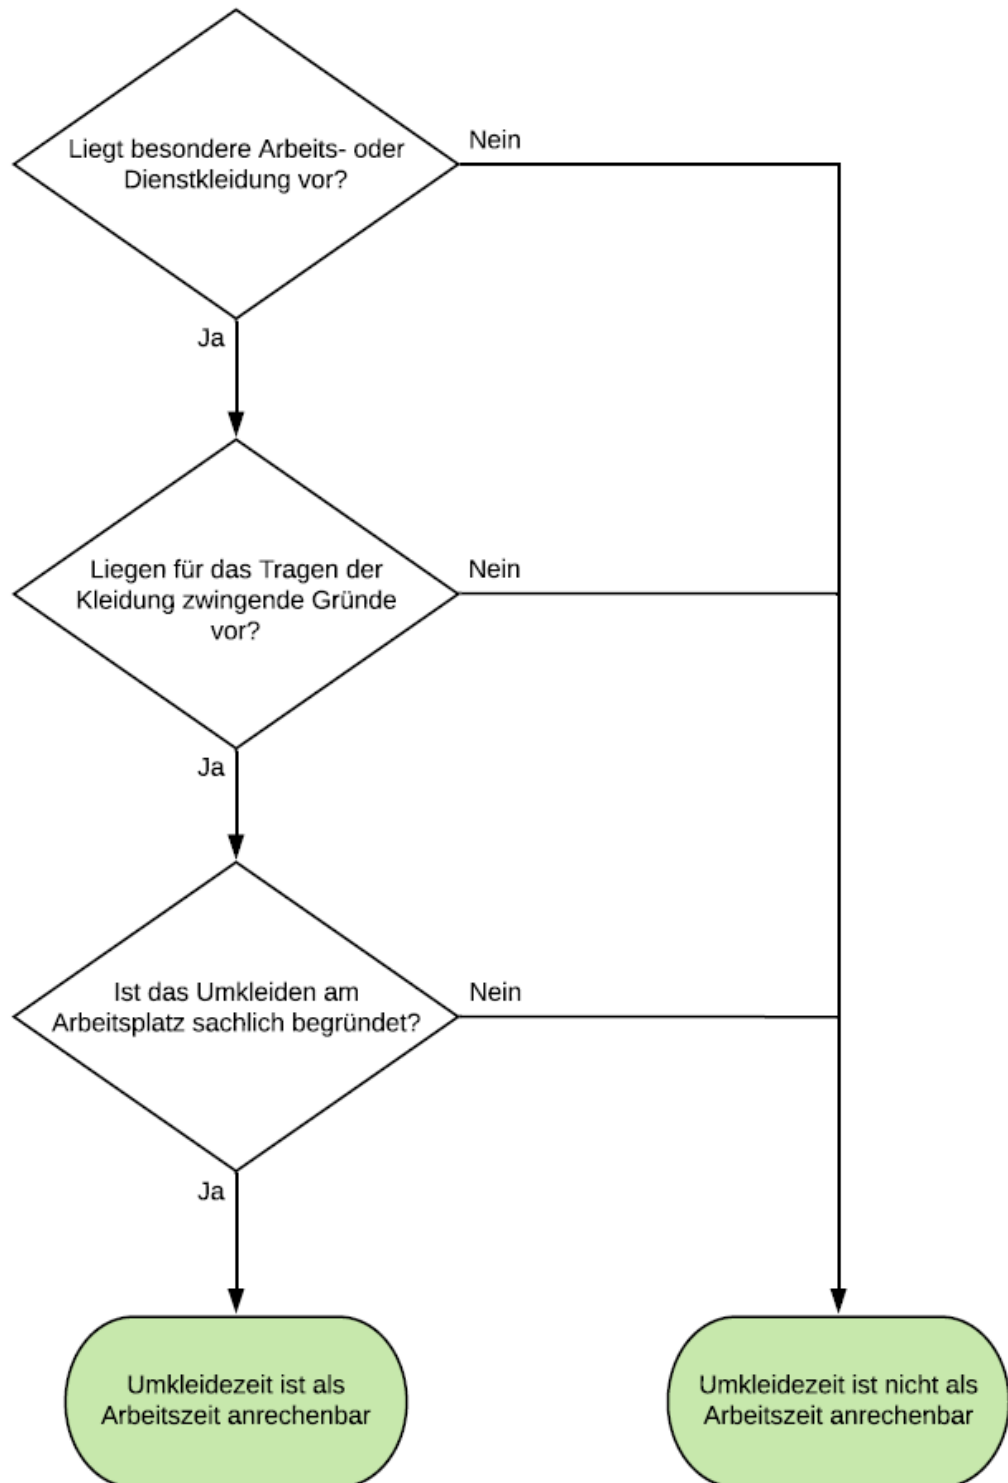 Liegt besondere Arbeits- oder
Dienstkleidung vor?
Nein
Ja
Liegen für das Tragen der
Kleidung zwingende Gründe
vor?
Nein
Ja
Ist das Umkleiden am
Arbeitsplatz sachlich begründet?
Nein
Ja
Umkleidezeit ist als
Arbeitszeit anrechenbar
Umkleidezeit ist nicht als
Arbeitszeit anrechenbar